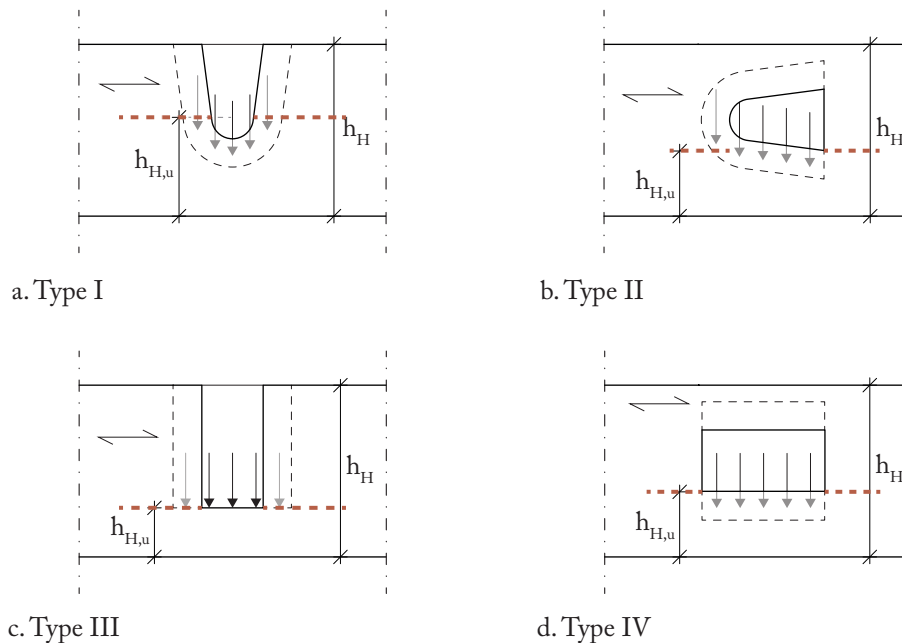 h_H
h_H,u
a. Type I
h_H
h_H,u
b. Type II
h_H
h_H,u
c. Type III
h_H
h_H,u
d. Type IV